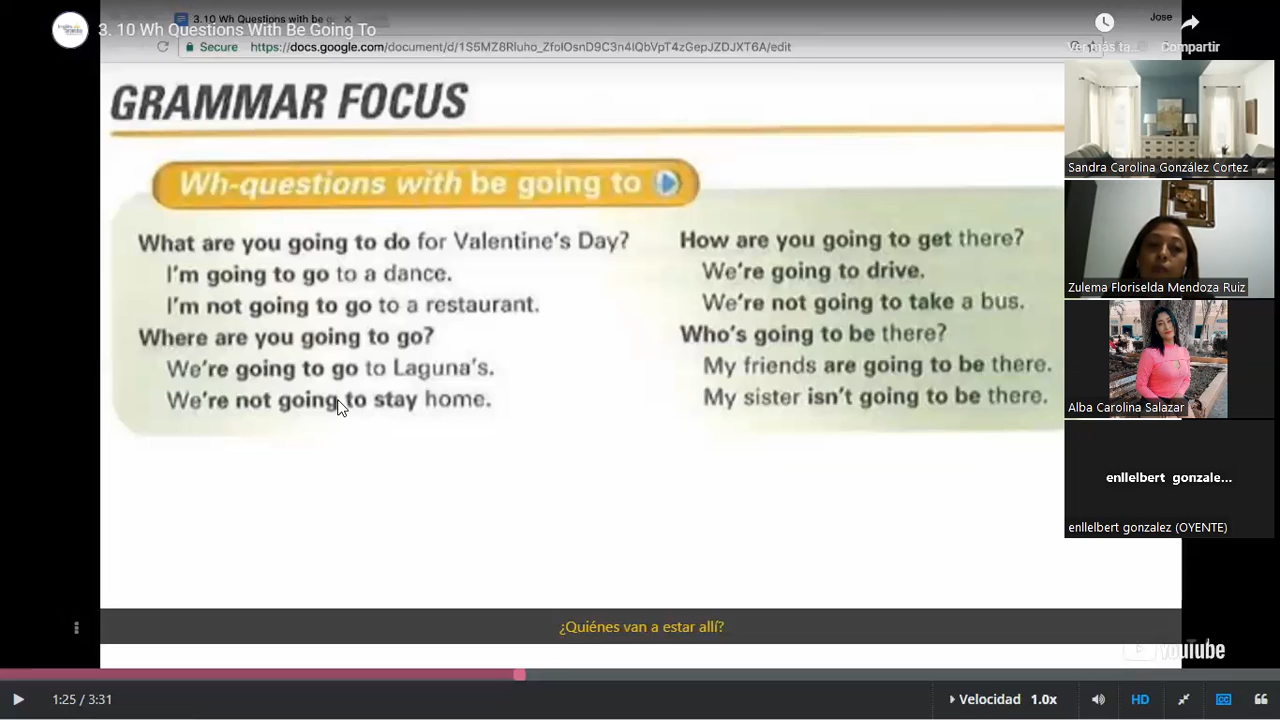 3.10 Wh Questions with be g
3. 10 Wh Questions With Be Going To
Jose
Secure https://docs.google.com/document/d/1S5MZ8Rluho_ZfoIOsnD9C3n4IQbVpT4zGepJZDJXT6A/edit
Ver más ta...
Compartir
GRAMMAR FOCUS
Wh-questions with be going to
What are you going to do for Valentine's Day?
I'm going to go to a dance.
I'm not going to go to a restaurant.
Where are you going to go?
We're going to go to Laguna's.
We're not going to stay home.
How are you going to get there?
We're going to drive.
We're not going to take a bus.
Who's going to be there?
My friends are going to be there.
My sister isn't going to be there.
Sandra Carolina González Cortez
Zulema Floriselda Mendoza Ruiz
Alba Carolina Salazar
enllelbert gonzale...
enllelbert gonzalez (OYENTE)
¿Quiénes van a estar allí?
YouTube
1:25 / 3:31
Velocidad 1.0x
HD
CC